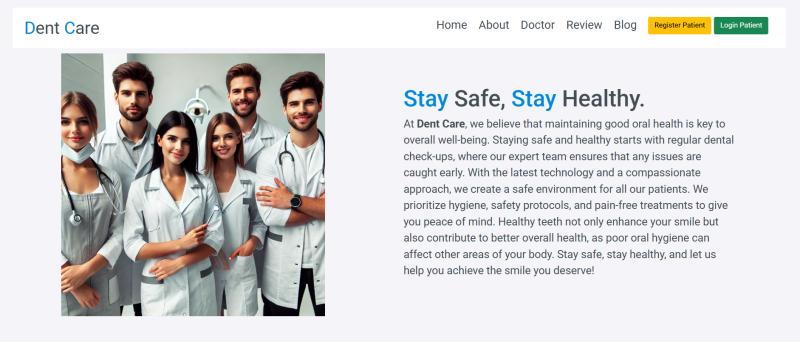 Dent Care
Home About Doctor Review Blog Register Patient Login Patient
Stay Safe, Stay Healthy.
At Dent Care, we believe that maintaining good oral health is key to
overall well-being. Staying safe and healthy starts with regular dental
check-ups, where our expert team ensures that any issues are
caught early. With the latest technology and a compassionate
approach, we create a safe environment for all our patients. We
prioritize hygiene, safety protocols, and pain-free treatments to give
you peace of mind. Healthy teeth not only enhance your smile but
also contribute to better overall health, as poor oral hygiene can
affect other areas of your body. Stay safe, stay healthy, and let us
help you achieve the smile you deserve!